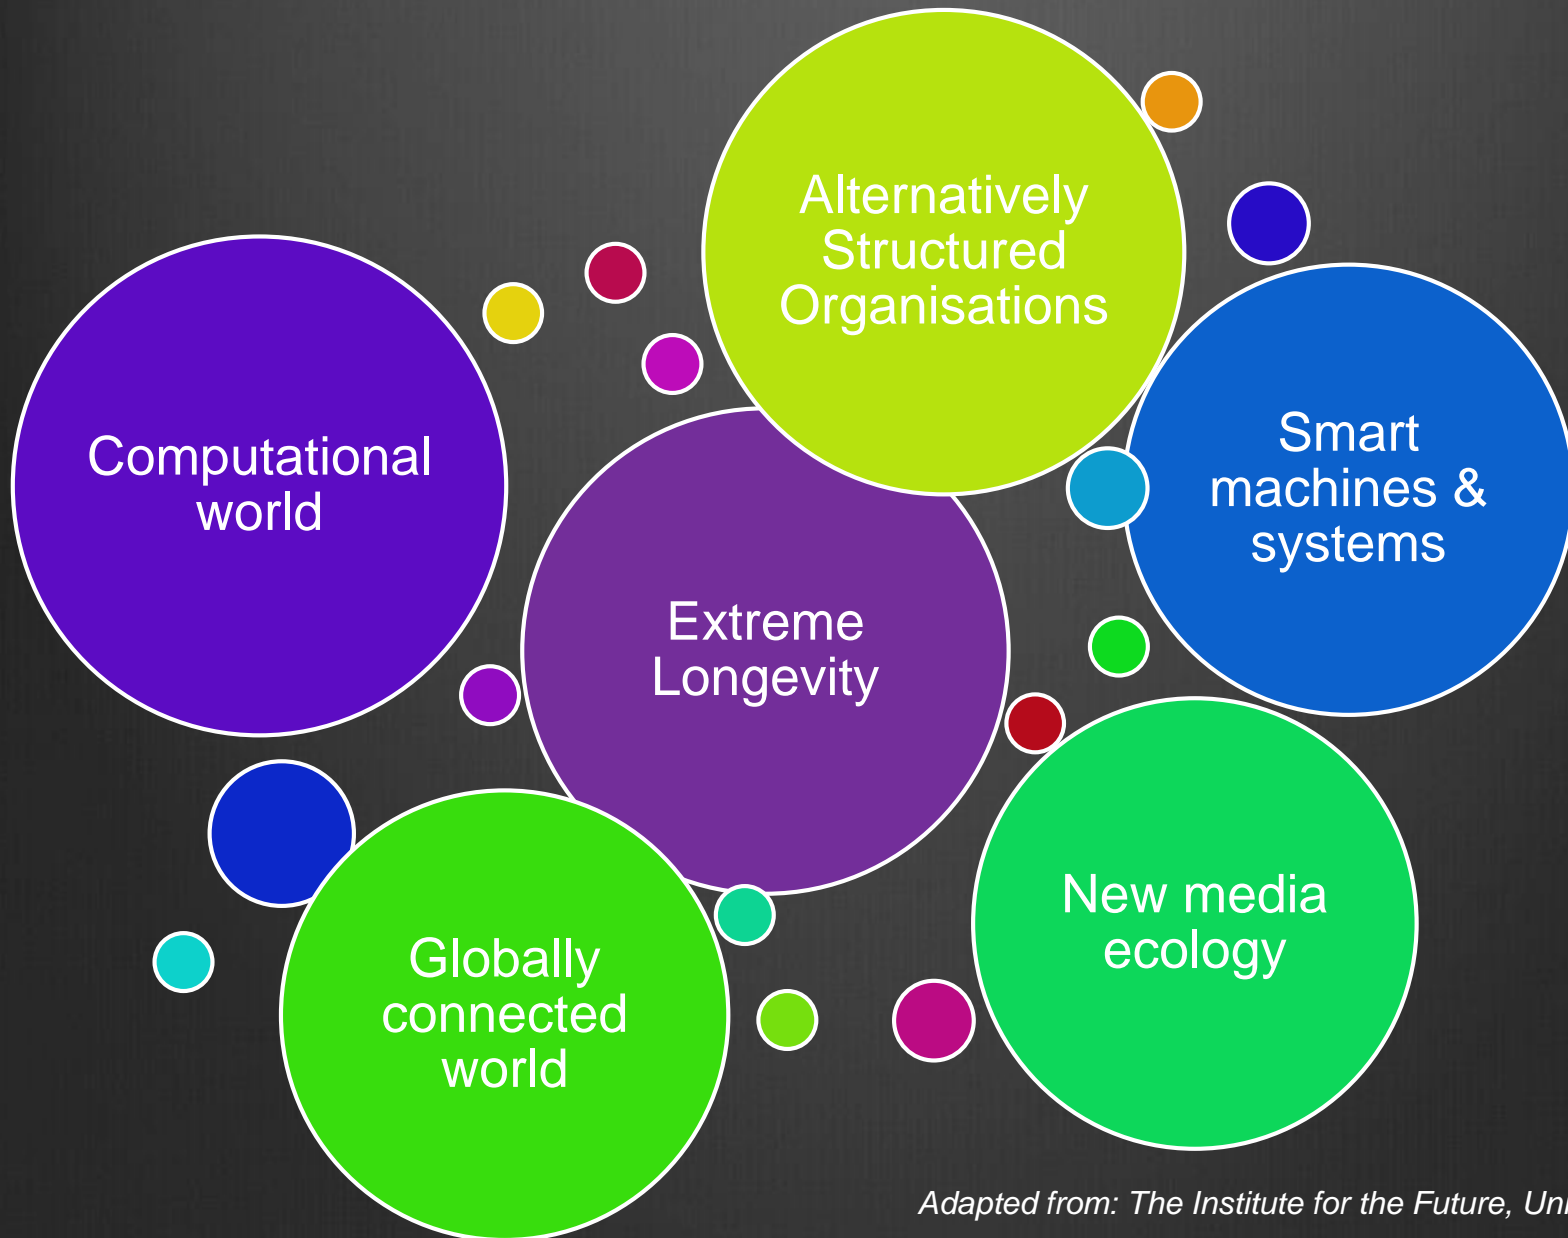 Alternatively
Structured
Organisations
Computational
world
Smart
machines &
systems
Extreme
Longevity
New media
ecology
Globally
connected
world
Adapted from: The Institute for the Future,